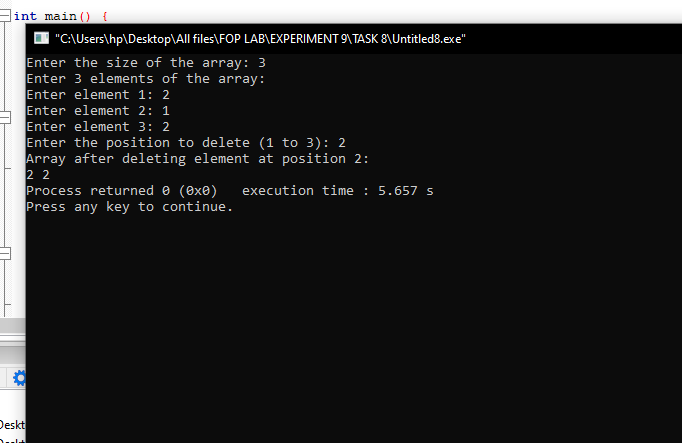 int main() {
"C:\Users\hp\Desktop\All files\FOP LAB\EXPERIMENT 9\TASK 8\Untitled8.exe"
Enter the size of the array: 3
Enter 3 elements of the array:
Enter element 1: 2
Enter element 2: 1
Enter element 3: 2
Enter the position to delete (1 to 3): 2
Array after deleting element at position 2:
2 2
Process returned 0 (0x0)   execution time : 5.657 s
Press any key to continue.
Deskt